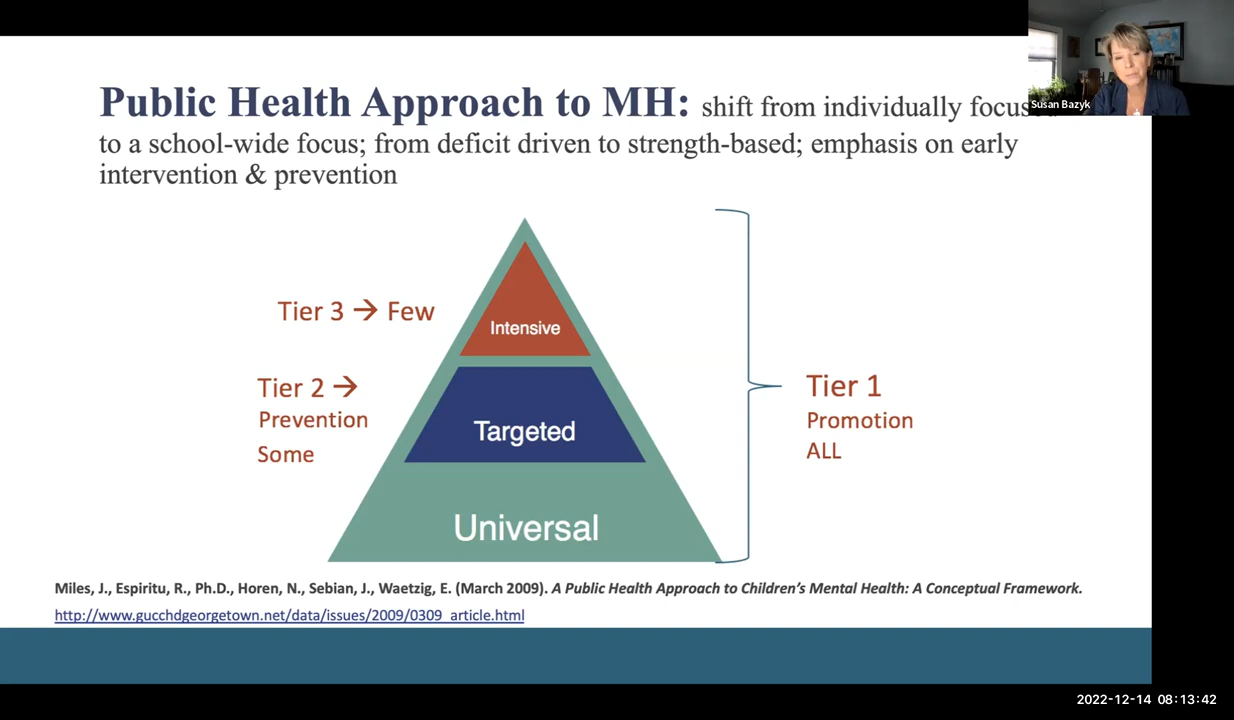 Public Health Approach to MH: shift from individually
to a school-wide focus; from deficit driven to strength-based; emphasis on early
intervention & prevention
Susan Bazyk
Tier 3 → Few
Intensive
Tier 2 →
Prevention
Some
Targeted
Universal
Tier 1
Promotion
ALL
Miles, J., Espiritu, R., Ph.D., Horen, N., Sebian, J., Waetzig, E. (March 2009). A Public Health Approach to Children's Mental Health: A Conceptual Framework.
http://www.gucchdgeorgetown.net/data/issues/2009/0309_article.html
2022-12-14 08:13:42